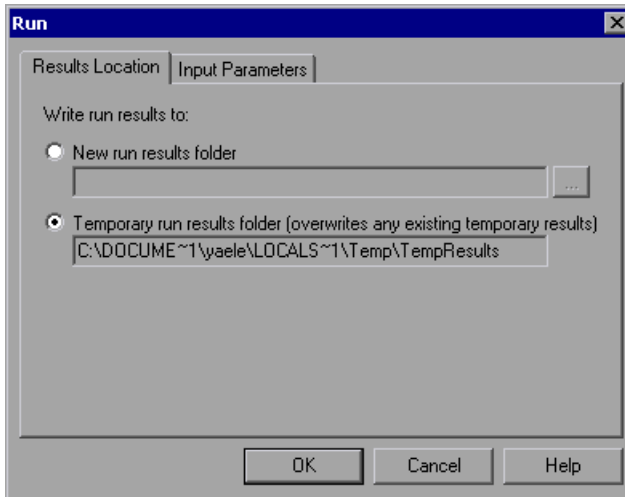 Run
Results Location Input Parameters
Write run results to:
New run results folder
...
Temporary run results folder (overwrites any existing temporary results)
C:\DOCUME~1\yaele\LOCALS~1\Temp\TempResults
OK Cancel Help